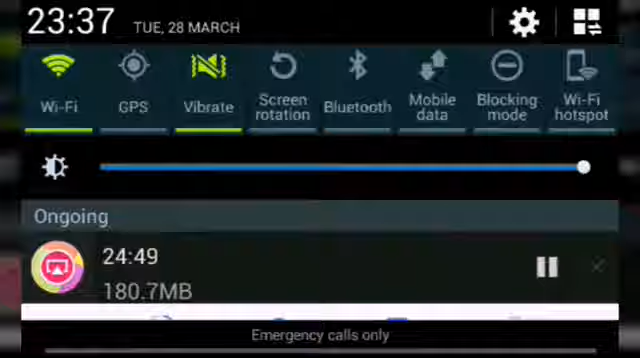 23:37 TUE, 28 MARCH
Wi-Fi GPS Vibrate Screen rotation Bluetooth Mobile data Blocking mode Wi-Fi hotspot
Ongoing
24:49
180.7MB
Emergency calls only